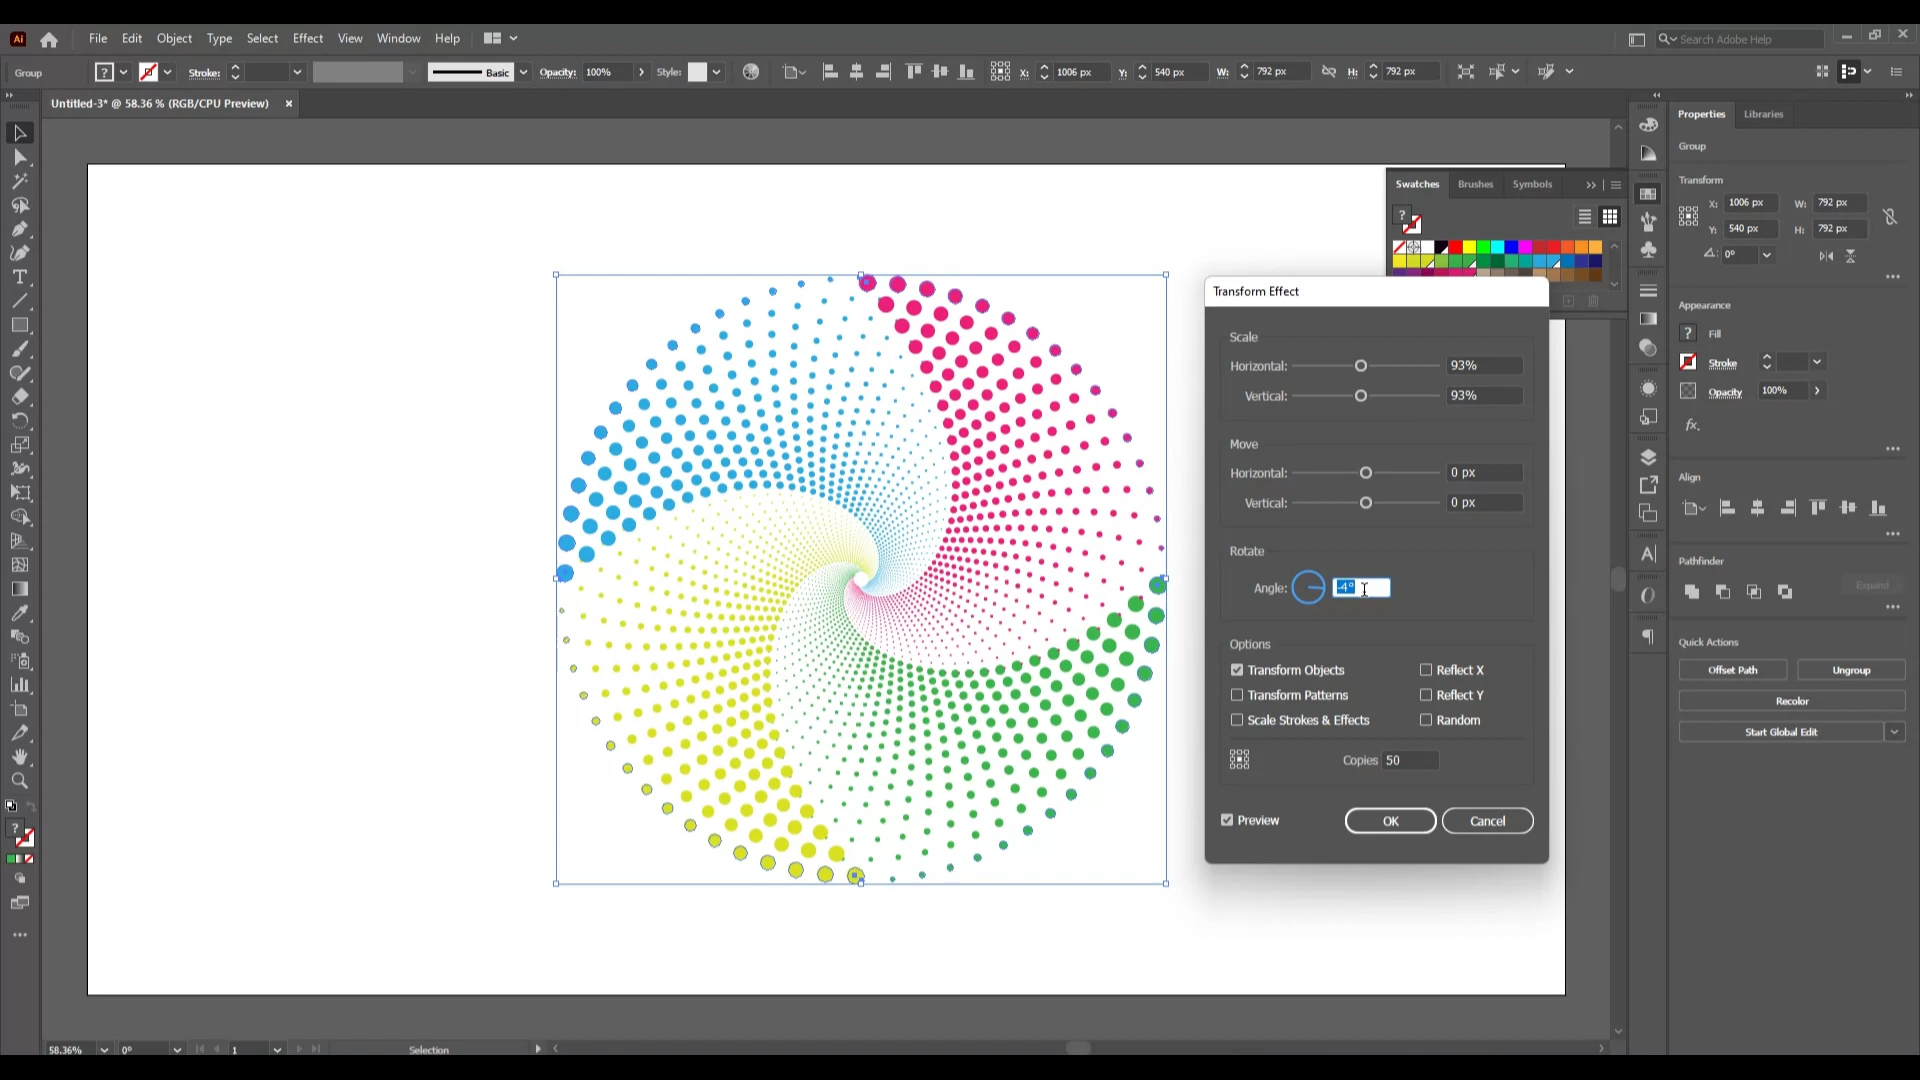 Ai File Edit Object Type Select Effect View Window Help Search Adobe Help
Group ? Stroke: Basic Opacity: 100% Style: X: 1006 px Y: 540 px W: 792 px H: 792 px
Untitled-3* @ 58.36 % (RGB/CPU Preview) ×
Properties Libraries
Group
Transform
X: 1006 px W: 792 px
Y: 540 px H: 792 px
0°
Appearance
? Fill
Stroke
Opacity 100%
fx.
Align
Pathfinder
Expand
Quick Actions
Offset Path Ungroup
Recolor
Start Global Edit
Swatches Brushes Symbols
?
Transform Effect
Scale
Horizontal: 93%
Vertical: 93%
Move
Horizontal: 0 px
Vertical: 0 px
Rotate
Angle: -4°
Options
Transform Objects Reflect X
Transform Patterns Reflect Y
Scale Strokes & Effects Random
Copies 50
Preview OK Cancel
?
58.36% 0° 1 Selection